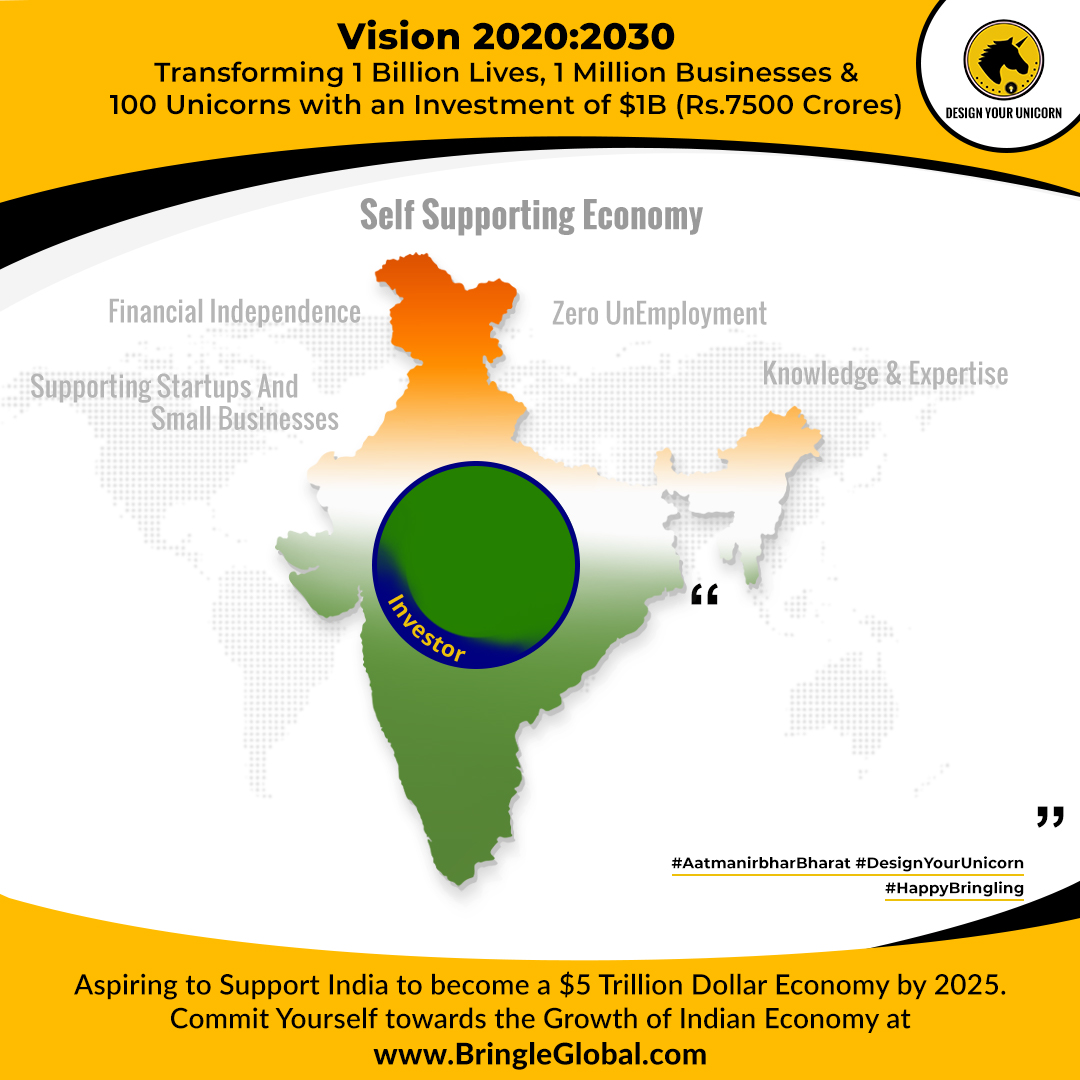 Vision 2020:2030
Transforming 1 Billion Lives, 1 Million Businesses &
100 Unicorns with an Investment of $1B (Rs.7500 Crores)
DESIGN YOUR UNICORN
Self Supporting Economy
Financial Independence
Zero UnEmployment
Supporting Startups And
Small Businesses
Knowledge & Expertise
Investor
“
”
#AatmanirbharBharat #DesignYourUnicorn
#HappyBringling
Aspiring to Support India to become a $5 Trillion Dollar Economy by 2025.
Commit Yourself towards the Growth of Indian Economy at
www.BringleGlobal.com